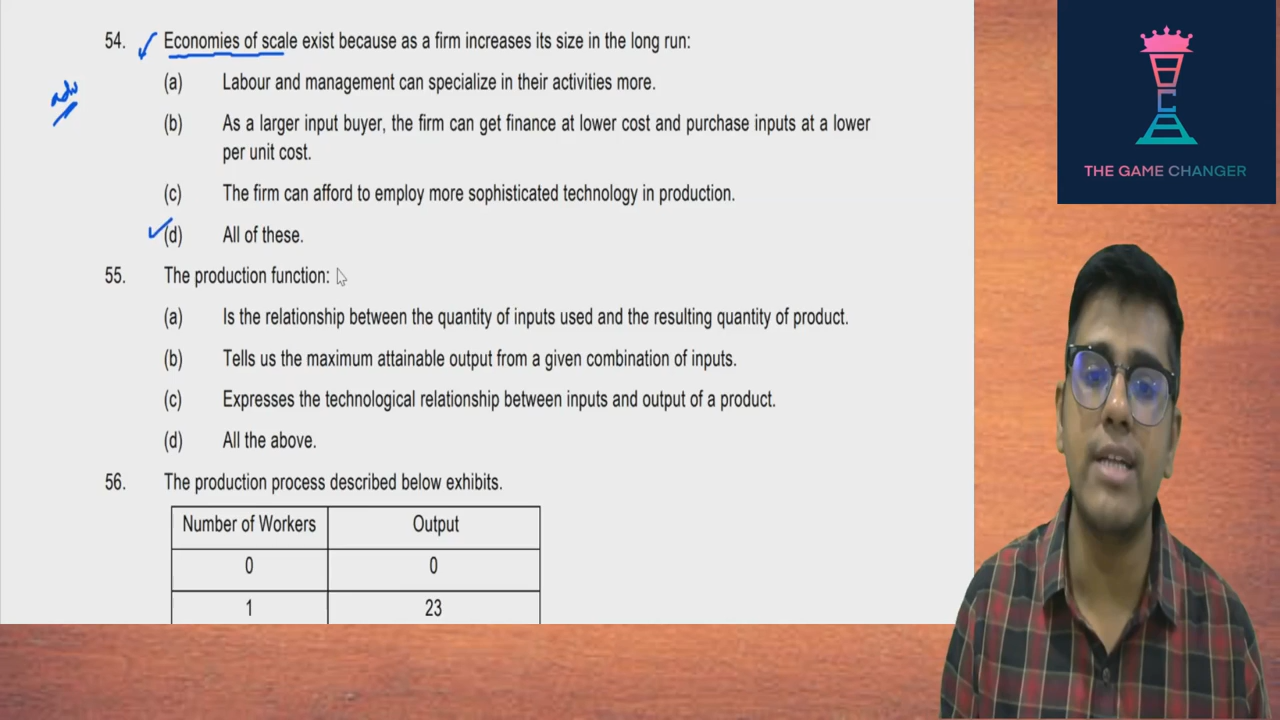 54. Economies of scale exist because as a firm increases its size in the long run:
adv
(a) Labour and management can specialize in their activities more.
(b) As a larger input buyer, the firm can get finance at lower cost and purchase inputs at a lower
per unit cost.
(c) The firm can afford to employ more sophisticated technology in production.
(d) All of these.
55. The production function:
(a) Is the relationship between the quantity of inputs used and the resulting quantity of product.
(b) Tells us the maximum attainable output from a given combination of inputs.
(c) Expresses the technological relationship between inputs and output of a product.
(d) All the above.
56. The production process described below exhibits.
Number of Workers Output
0 0
1 23
THE GAME CHANGER